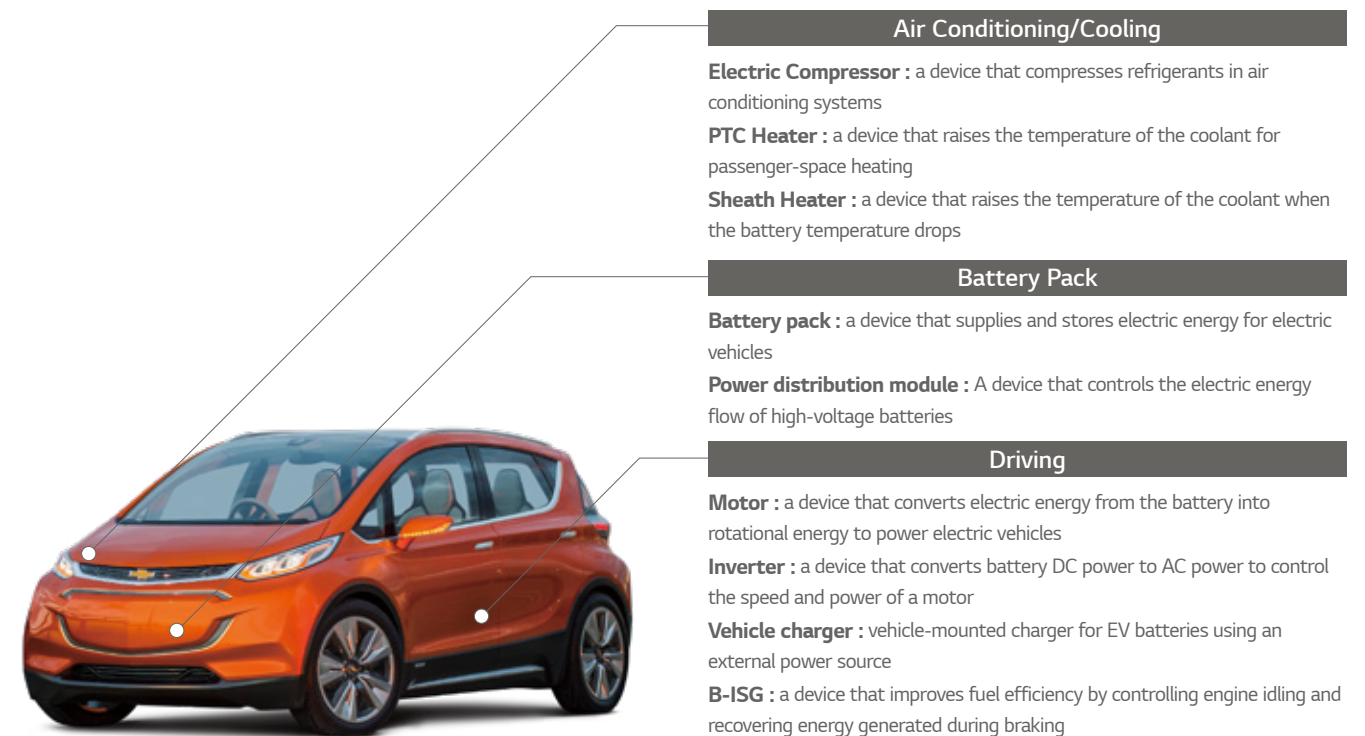 Air Conditioning/Cooling
Electric Compressor : a device that compresses refrigerants in air
conditioning systems
PTC Heater : a device that raises the temperature of the coolant for
passenger-space heating
Sheath Heater : a device that raises the temperature of the coolant when
the battery temperature drops
Battery Pack
Battery pack : a device that supplies and stores electric energy for electric
vehicles
Power distribution module : A device that controls the electric energy
flow of high-voltage batteries
Driving
Motor : a device that converts electric energy from the battery into
rotational energy to power electric vehicles
Inverter : a device that converts battery DC power to AC power to control
the speed and power of a motor
Vehicle charger : vehicle-mounted charger for EV batteries using an
external power source
B-ISG : a device that improves fuel efficiency by controlling engine idling and
recovering energy generated during braking